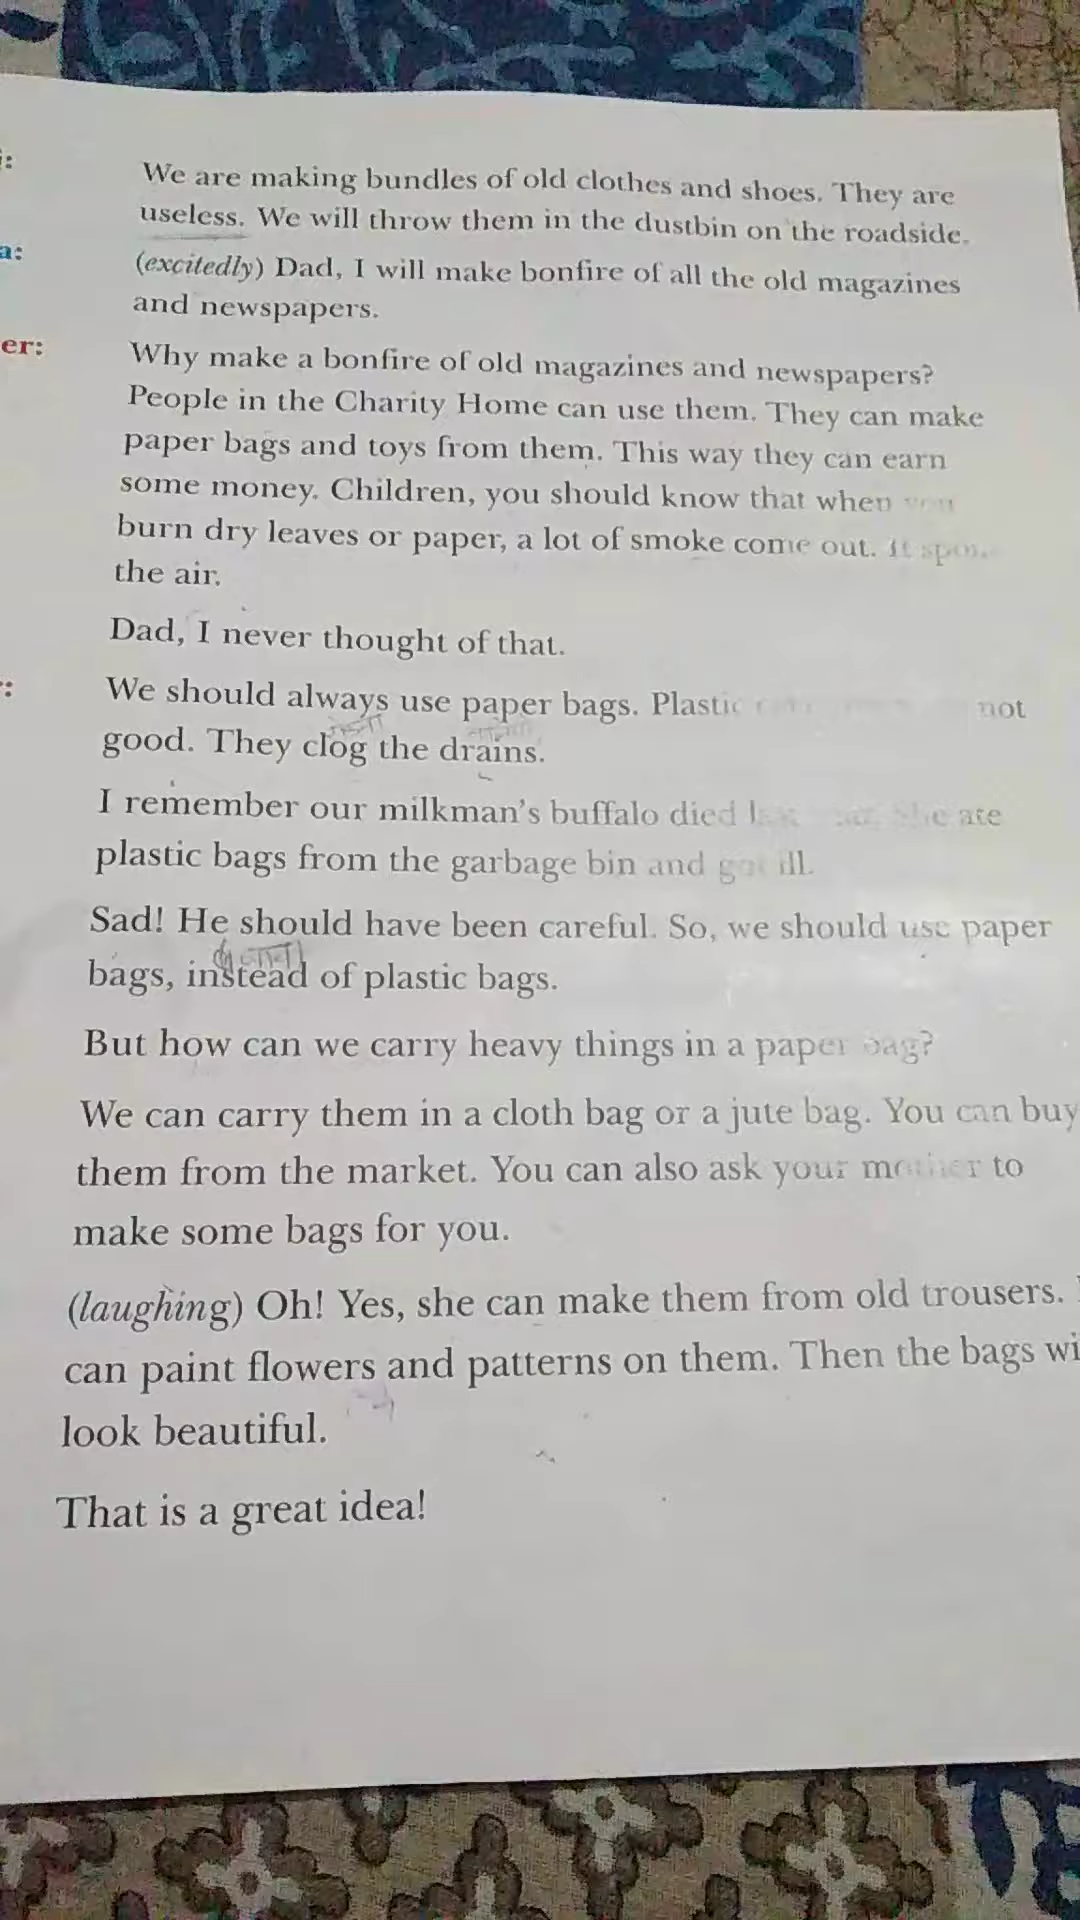 We are making bundles of old clothes and shoes. They are
useless. We will throw them in the dustbin on the roadside.
a: (excitedly) Dad, I will make bonfire of all the old magazines
and newspapers.
er: Why make a bonfire of old magazines and newspapers?
People in the Charity Home can use them. They can make
paper bags and toys from them. This way they can earn
some money. Children, you should know that when you
burn dry leaves or paper, a lot of smoke come out. It
the air.
Dad, I never thought of that.
We should always use paper bags. Plastic not
good. They clog the drains.
I remember our milkman's buffalo died She ate
plastic bags from the garbage bin and got ill.
Sad! He should have been careful. So, we should use paper
bags, instead of plastic bags.
But how can we carry heavy things in a paper bag?
We can carry them in a cloth bag or a jute bag. You can buy
them from the market. You can also ask your mother to
make some bags for you.
(laughing) Oh! Yes, she can make them from old trousers.
can paint flowers and patterns on them. Then the bags wi
look beautiful.
That is a great idea!